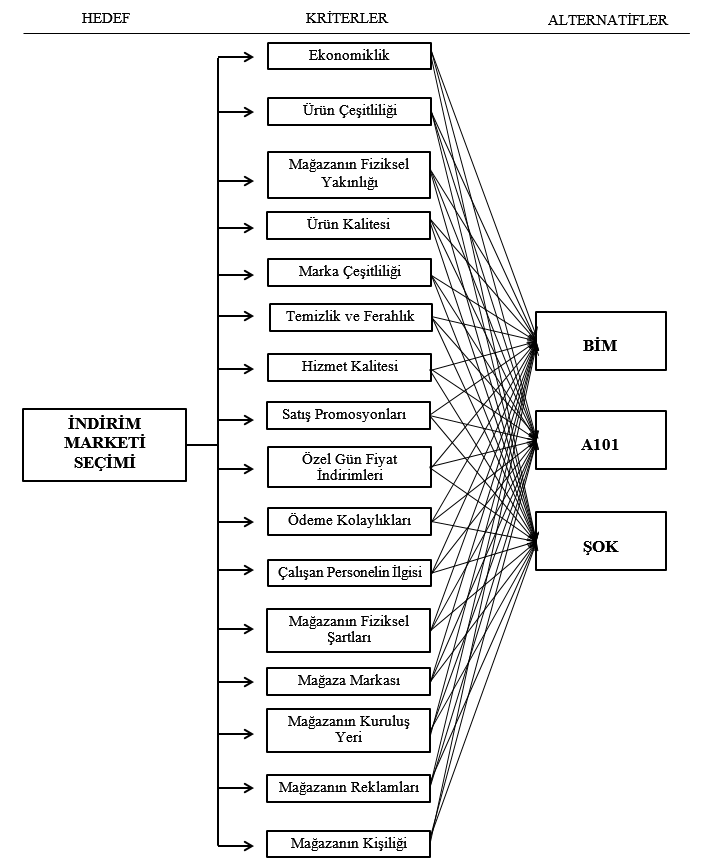 HEDEF
KRİTERLER
ALTERNATİFLER
Ekonomiklik
Ürün Çeşitliliği
Mağazanın Fiziksel
Yakınlığı
Ürün Kalitesi
Marka Çeşitliliği
Temizlik ve Ferahlık
Hizmet Kalitesi
Satış Promosyonları
Özel Gün Fiyat
İndirimleri
Ödeme Kolaylıkları
Çalışan Personelin İlgisi
Mağazanın Fiziksel
Şartları
Mağaza Markası
Mağazanın Kuruluş
Yeri
Mağazanın Reklamları
Mağazanın Kişiliği
İNDİRİM
MARKETİ
SEÇİMİ
BİM
A101
ŞOK